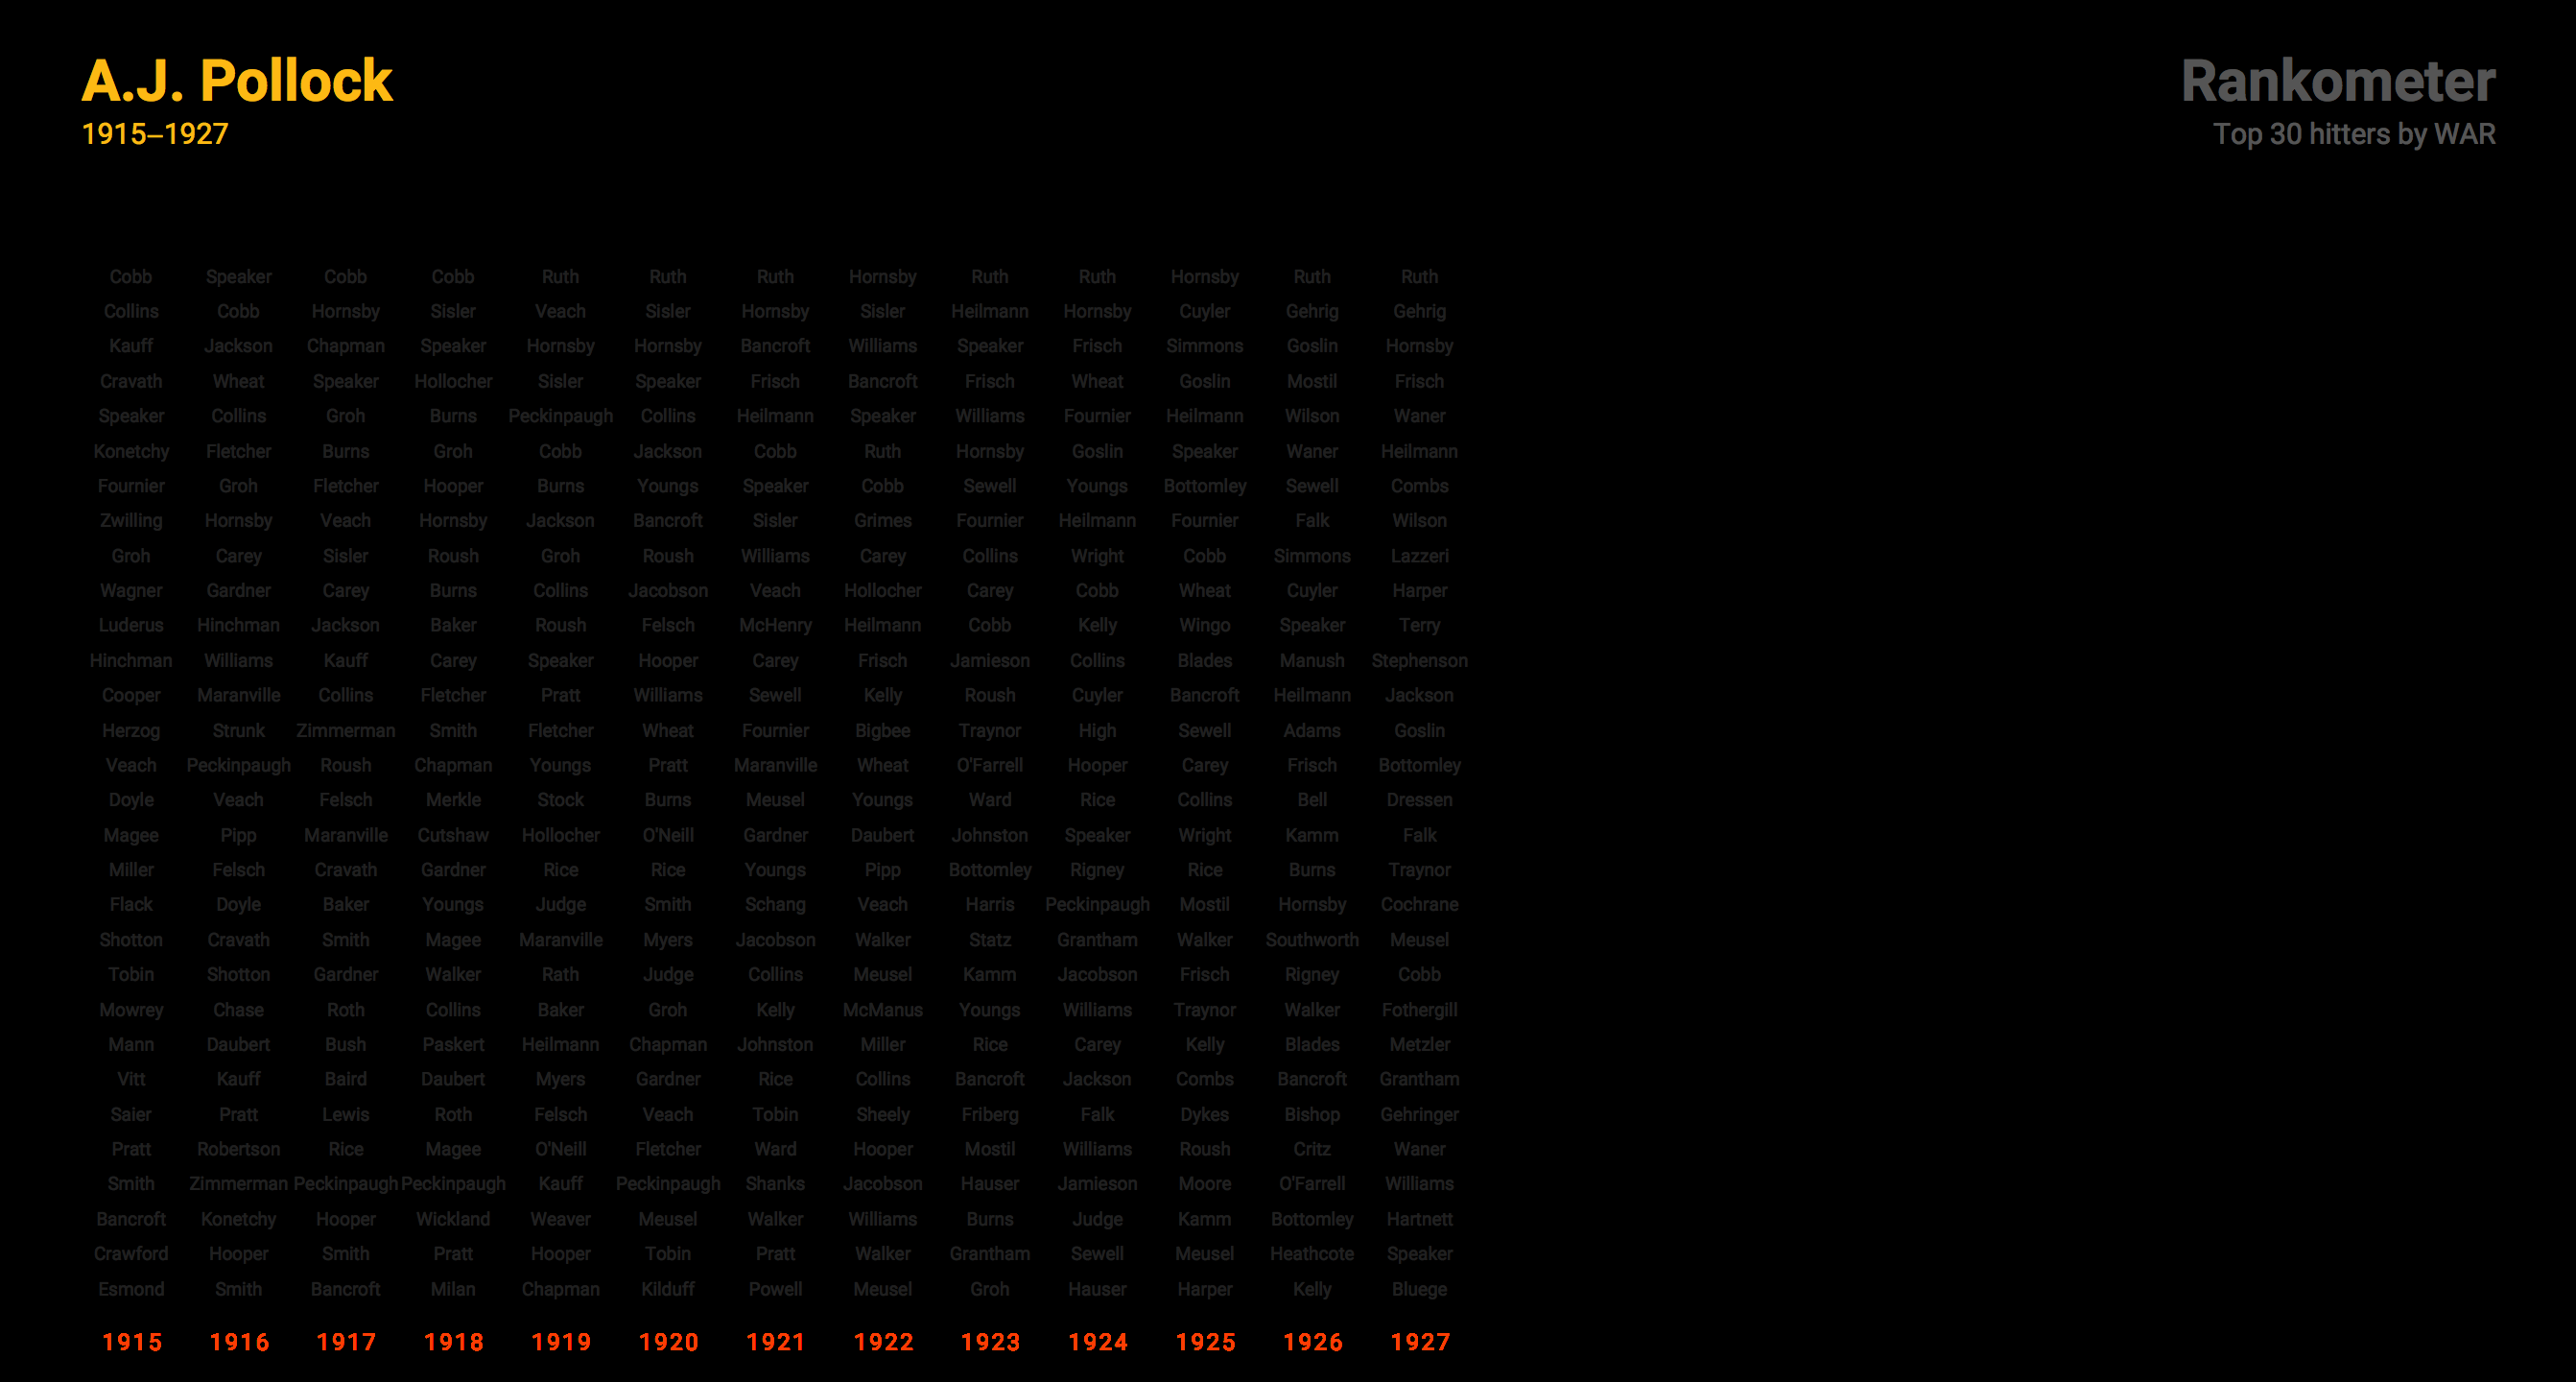 A.J. Pollock
1915–1927
Rankometer
Top 30 hitters by WAR
Cobb Speaker Cobb Cobb Ruth Ruth Ruth Hornsby Ruth Ruth Hornsby Ruth Ruth
Collins Cobb Hornsby Sisler Veach Sisler Hornsby Sisler Heilmann Hornsby Cuyler Gehrig Gehrig
Kauff Jackson Chapman Speaker Hornsby Hornsby Bancroft Williams Speaker Frisch Simmons Goslin Hornsby
Cravath Wheat Speaker Hollocher Sisler Speaker Frisch Bancroft Frisch Wheat Goslin Mostil Frisch
Speaker Collins Groh Burns Peckinpaugh Collins Heilmann Speaker Williams Fournier Heilmann Wilson Waner
Konetchy Fletcher Burns Groh Cobb Jackson Cobb Ruth Hornsby Goslin Speaker Waner Heilmann
Fournier Groh Fletcher Hooper Burns Youngs Speaker Cobb Sewell Youngs Bottomley Sewell Combs
Zwilling Hornsby Veach Hornsby Jackson Bancroft Sisler Grimes Fournier Heilmann Fournier Falk Wilson
Groh Carey Sisler Roush Groh Roush Williams Carey Collins Wright Cobb Simmons Lazzeri
Wagner Gardner Carey Burns Collins Jacobson Veach Hollocher Carey Cobb Wheat Cuyler Harper
Luderus Hinchman Jackson Baker Roush Felsch McHenry Heilmann Cobb Kelly Wingo Speaker Terry
Hinchman Williams Kauff Carey Speaker Hooper Carey Frisch Jamieson Collins Blades Manush Stephenson
Cooper Maranville Collins Fletcher Pratt Williams Sewell Kelly Roush Cuyler Bancroft Heilmann Jackson
Herzog Strunk Zimmerman Smith Fletcher Wheat Fournier Bigbee Traynor High Sewell Adams Goslin
Veach Peckinpaugh Roush Chapman Youngs Pratt Maranville Wheat O'Farrell Hooper Carey Frisch Bottomley
Doyle Veach Felsch Merkle Stock Burns Meusel Youngs Ward Rice Collins Bell Dressen
Magee Pipp Maranville Cutshaw Hollocher O'Neill Gardner Daubert Johnston Speaker Wright Kamm Falk
Miller Felsch Cravath Gardner Rice Rice Youngs Pipp Bottomley Rigney Rice Burns Traynor
Flack Doyle Baker Youngs Judge Smith Schang Veach Harris Peckinpaugh Mostil Hornsby Cochrane
Shotton Cravath Smith Magee Maranville Myers Jacobson Walker Statz Grantham Walker Southworth Meusel
Tobin Shotton Gardner Walker Rath Judge Collins Meusel Kamm Jacobson Frisch Rigney Cobb
Mowrey Chase Roth Collins Baker Groh Kelly McManus Youngs Williams Traynor Walker Fothergill
Mann Daubert Bush Paskert Heilmann Chapman Johnston Miller Rice Carey Kelly Blades Metzler
Vitt Kauff Baird Daubert Myers Gardner Rice Collins Bancroft Jackson Combs Bancroft Grantham
Saier Pratt Lewis Roth Felsch Veach Tobin Sheely Friberg Falk Dykes Bishop Gehringer
Pratt Robertson Rice Magee O'Neill Fletcher Ward Hooper Mostil Williams Roush Critz Waner
Smith Zimmerman Peckinpaugh Peckinpaugh Kauff Peckinpaugh Shanks Jacobson Hauser Jamieson Moore O'Farrell Williams
Bancroft Konetchy Hooper Wickland Weaver Meusel Walker Williams Burns Judge Kamm Bottomley Hartnett
Crawford Hooper Smith Pratt Hooper Tobin Pratt Walker Grantham Sewell Meusel Heathcote Speaker
Esmond Smith Bancroft Milan Chapman Kilduff Powell Meusel Groh Hauser Harper Kelly Bluege
1915 1916 1917 1918 1919 1920 1921 1922 1923 1924 1925 1926 1927